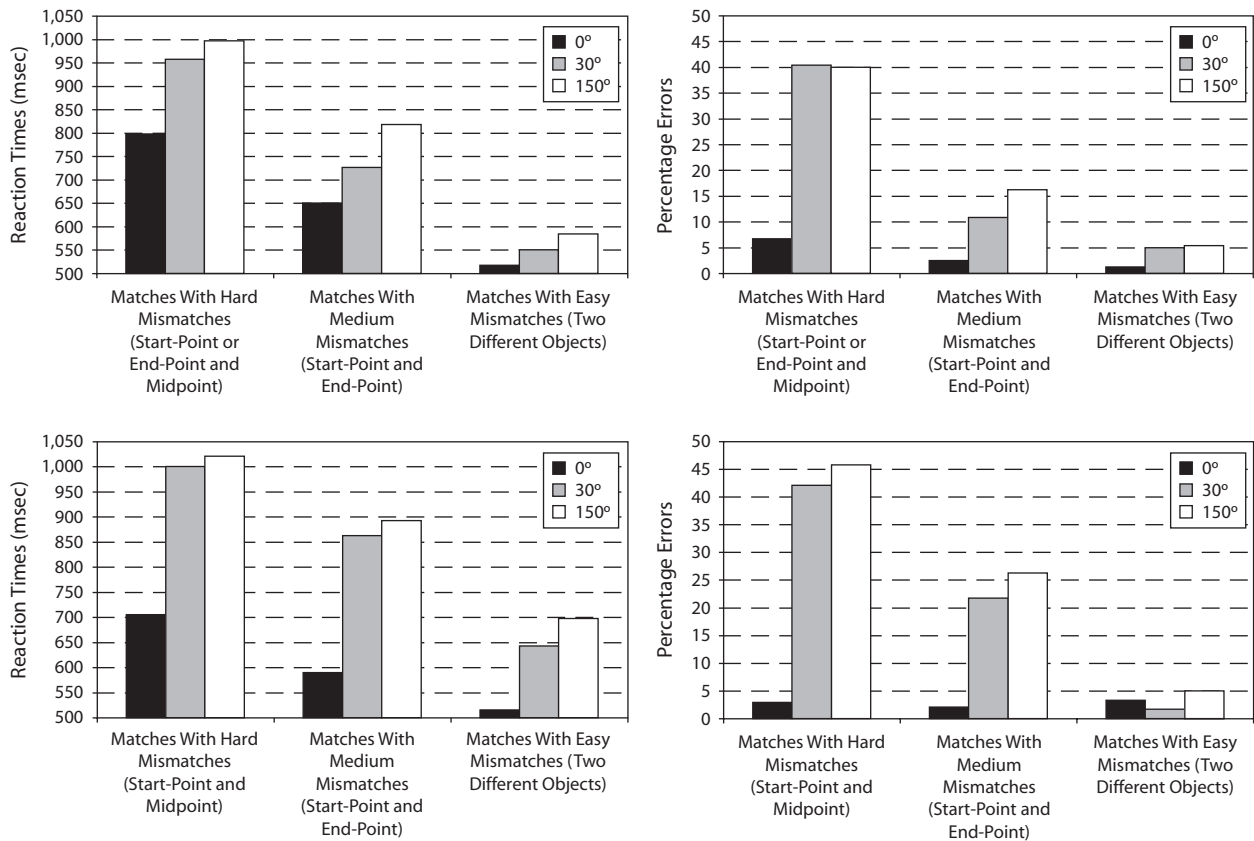 Reaction Times (msec)
1,050
1,000
950
900
850
800
750
700
650
600
550
500
0º
30º
150º
Matches With Hard
Mismatches
(Start-Point or
End-Point and
Midpoint)
Matches With
Medium
Mismatches
(Start-Point and
End-Point)
Matches With Easy
Mismatches (Two
Different Objects)
Percentage Errors
50
45
40
35
30
25
20
15
10
5
0
0º
30º
150º
Matches With Hard
Mismatches
(Start-Point or
End-Point and
Midpoint)
Matches With
Medium
Mismatches
(Start-Point and
End-Point)
Matches With Easy
Mismatches (Two
Different Objects)
Reaction Times (msec)
1,050
1,000
950
900
850
800
750
700
650
600
550
500
0º
30º
150º
Matches With Hard
Mismatches
(Start-Point and
Midpoint)
Matches With
Medium
Mismatches
(Start-Point and
End-Point)
Matches With Easy
Mismatches (Two
Different Objects)
Percentage Errors
50
45
40
35
30
25
20
15
10
5
0
0º
30º
150º
Matches With Hard
Mismatches
(Start-Point and
Midpoint)
Matches With
Medium
Mismatches
(Start-Point and
End-Point)
Matches With Easy
Mismatches (Two
Different Objects)